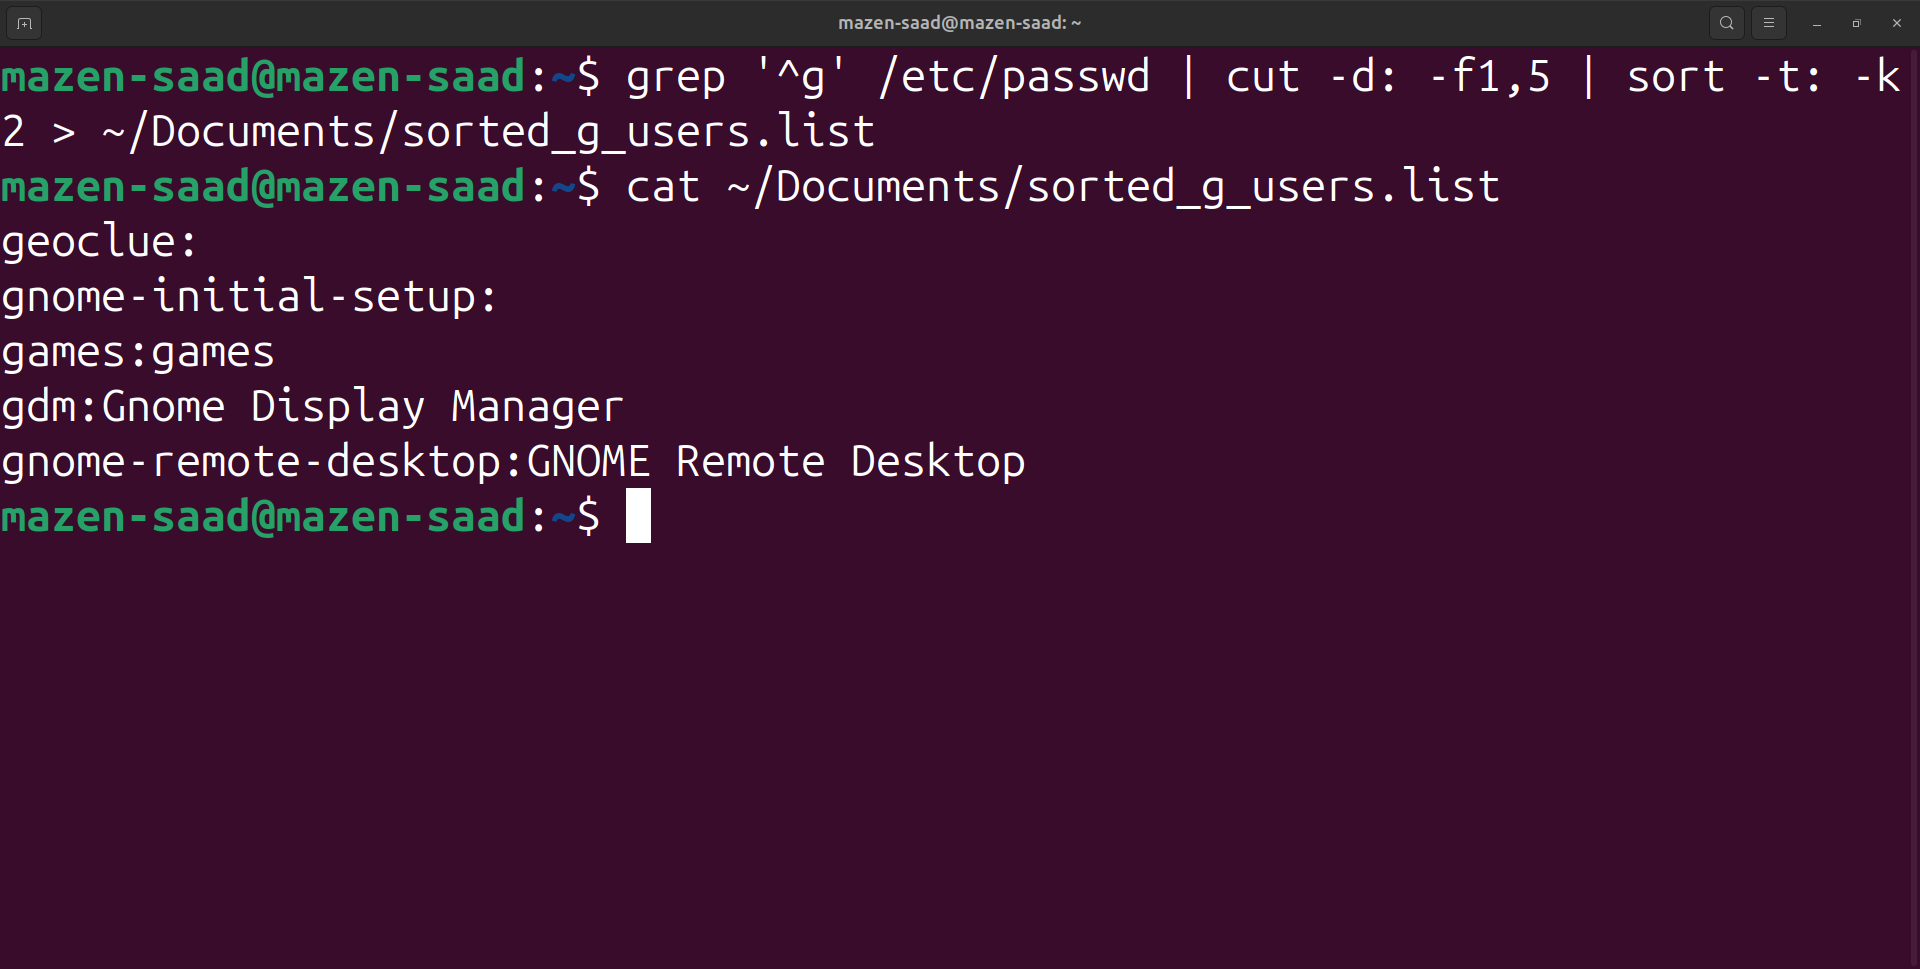 mazen-saad@mazen-saad: ~
mazen-saad@mazen-saad:~$ grep '^g' /etc/passwd | cut -d: -f1,5 | sort -t: -k
2 > ~/Documents/sorted_g_users.list
mazen-saad@mazen-saad:~$ cat ~/Documents/sorted_g_users.list
geoclue:
gnome-initial-setup:
games:games
gdm:Gnome Display Manager
gnome-remote-desktop:GNOME Remote Desktop
mazen-saad@mazen-saad:~$